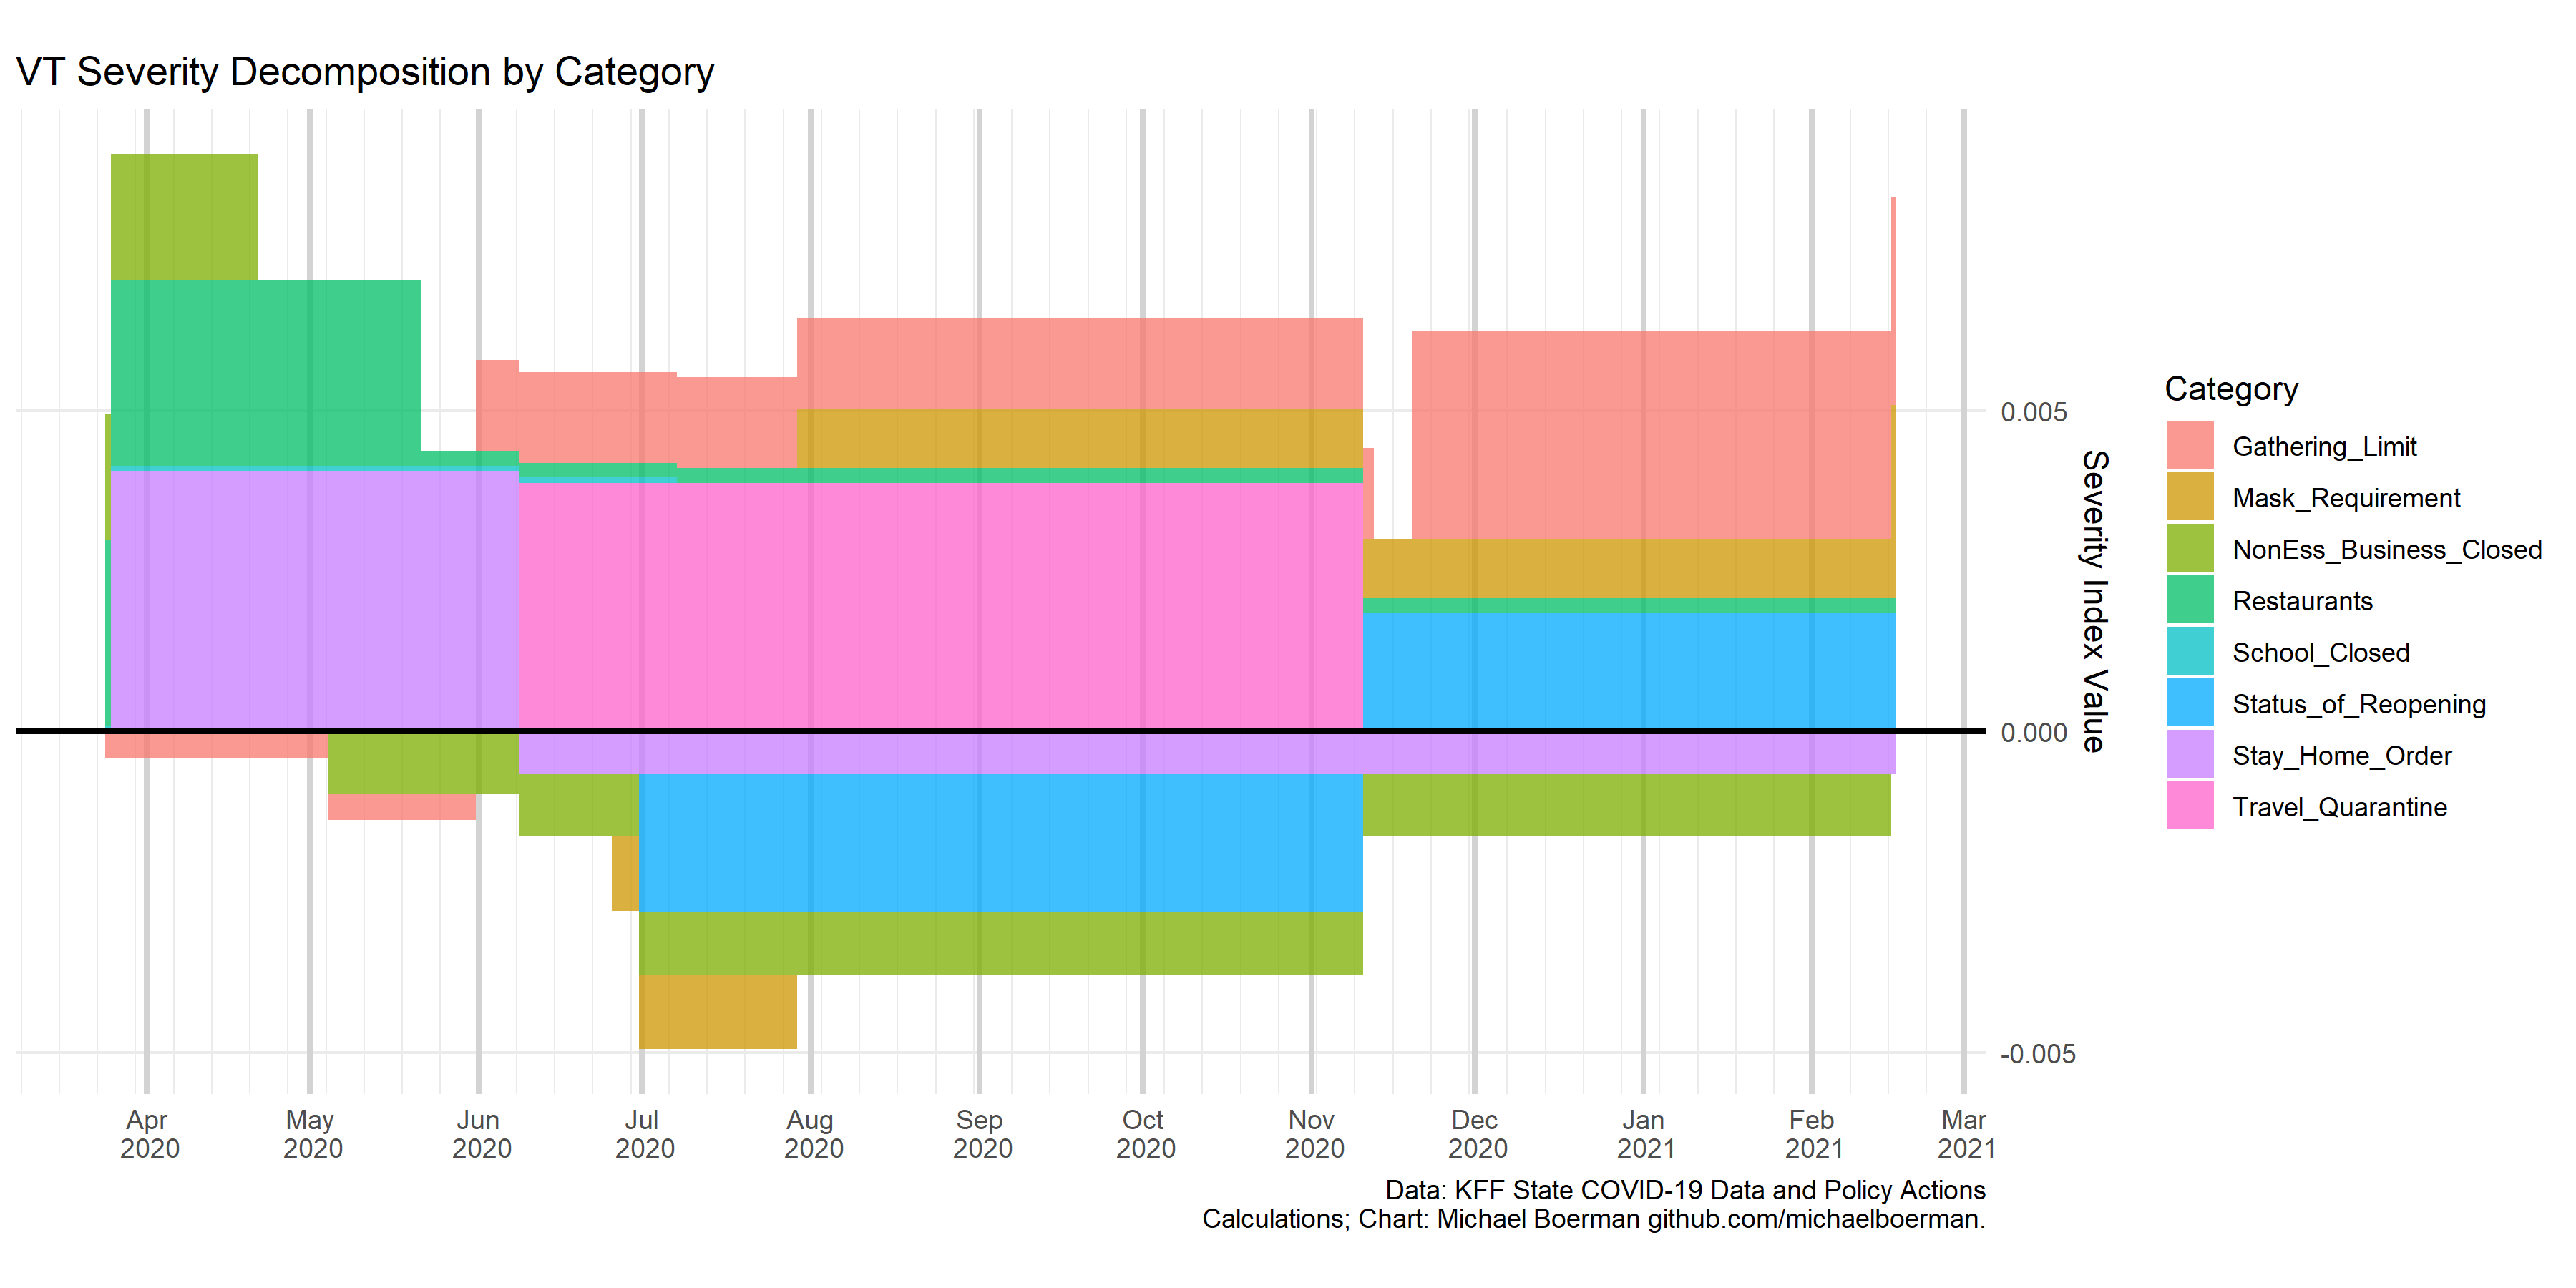 VT Severity Decomposition by Category
0.005
0.000
-0.005
Severity Index Value
Apr
2020
May
2020
Jun
2020
Jul
2020
Aug
2020
Sep
2020
Oct
2020
Nov
2020
Dec
2020
Jan
2021
Feb
2021
Mar
2021
Category
Gathering_Limit
Mask_Requirement
NonEss_Business_Closed
Restaurants
School_Closed
Status_of_Reopening
Stay_Home_Order
Travel_Quarantine
Data: KFF State COVID-19 Data and Policy Actions
Calculations; Chart: Michael Boerman github.com/michaelboerman.